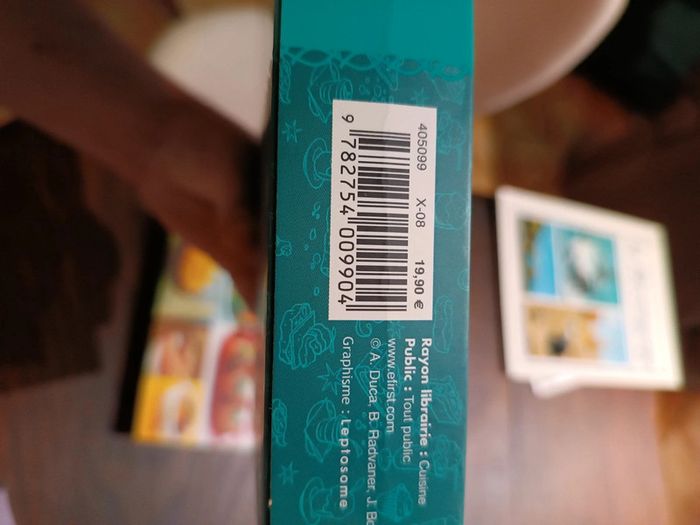 405099 X-08 19,90 €
9 782754 009904
Rayon librairie : Cuisine
Public : Tout public
www.efirst.com
© A. Duca, B. Radvaner, J. Bo
Graphisme : Leptosome